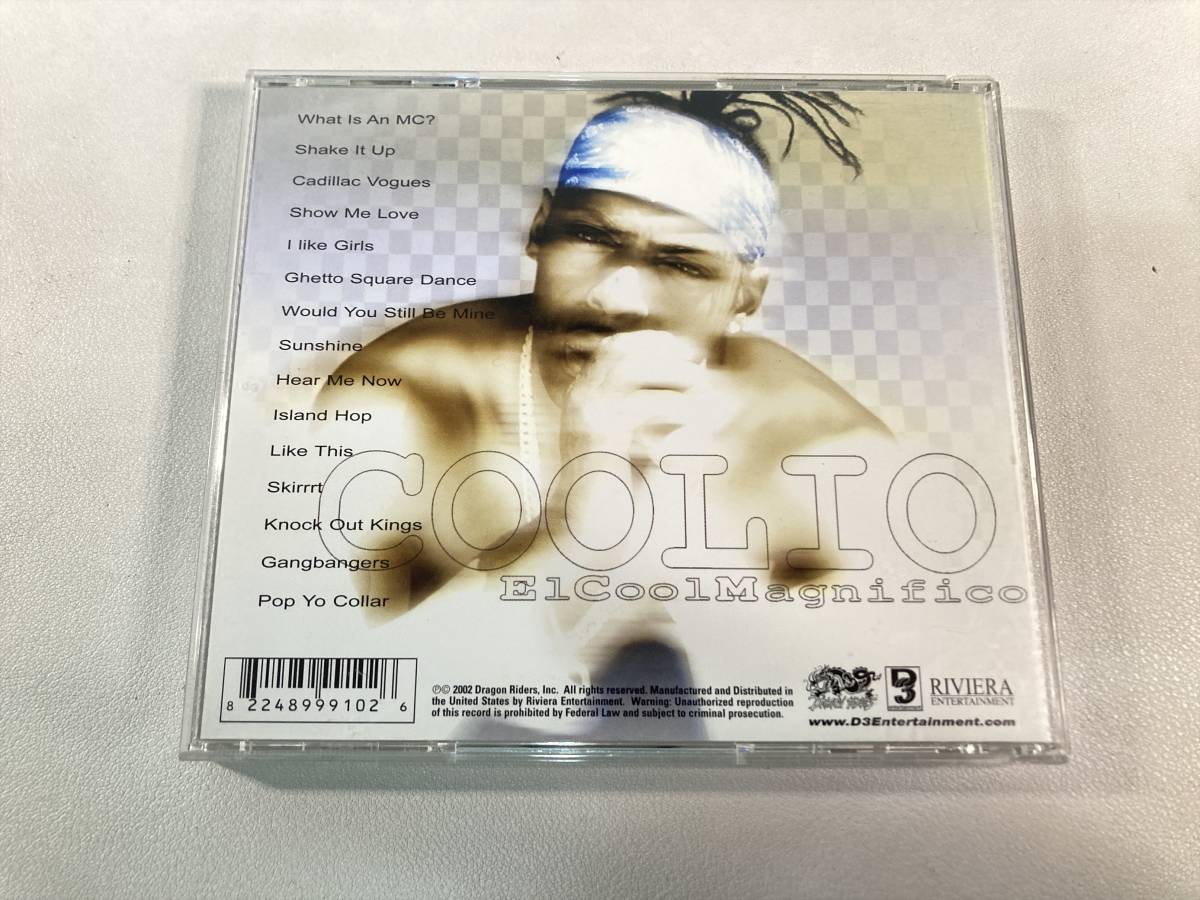 What Is An MC?
Shake It Up
Cadillac Vogues
Show Me Love
I like Girls
Ghetto Square Dance
Would You Still Be Mine
Sunshine
Hear Me Now
Island Hop
Like This
Skirrrt
Knock Out Kings
Gangbangers
Pop Yo Collar
COOLIO
ElCoolMagnifico
8 22489 99102 6
℗© 2002 Dragon Riders, Inc. All rights reserved. Manufactured and Distributed in
the United States by Riviera Entertainment. Warning: Unauthorized reproduction
of this record is prohibited by Federal Law and subject to criminal prosecution.
D3
RIVIERA
ENTERTAINMENT
www.D3Entertainment.com